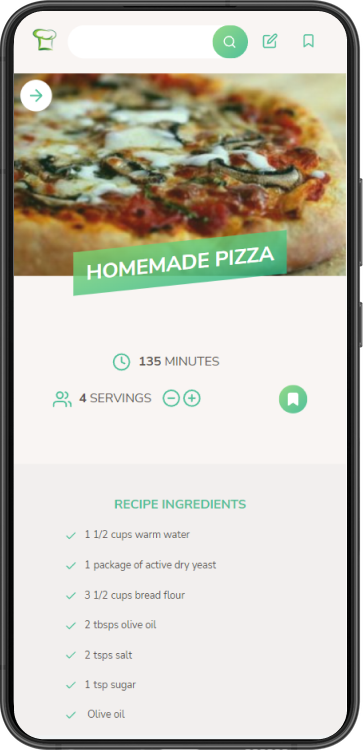 HOMEMADE PIZZA
135 MINUTES
4 SERVINGS
RECIPE INGREDIENTS
1 1/2 cups warm water
1 package of active dry yeast
3 1/2 cups bread flour
2 tbsps olive oil
2 tsps salt
1 tsp sugar
Olive oil